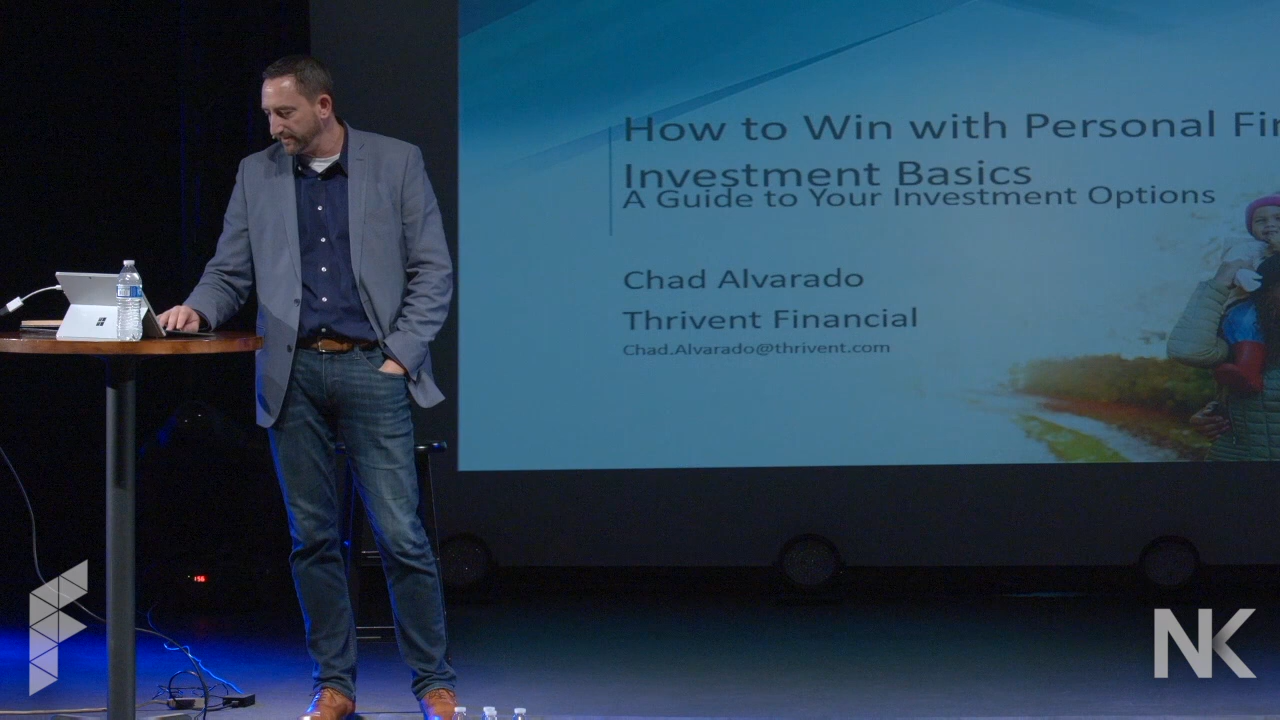 How to Win with Personal Fi
Investment Basics
A Guide to Your Investment Options
Chad Alvarado
Thrivent Financial
Chad.Alvarado@thrivent.com
156
F
NK